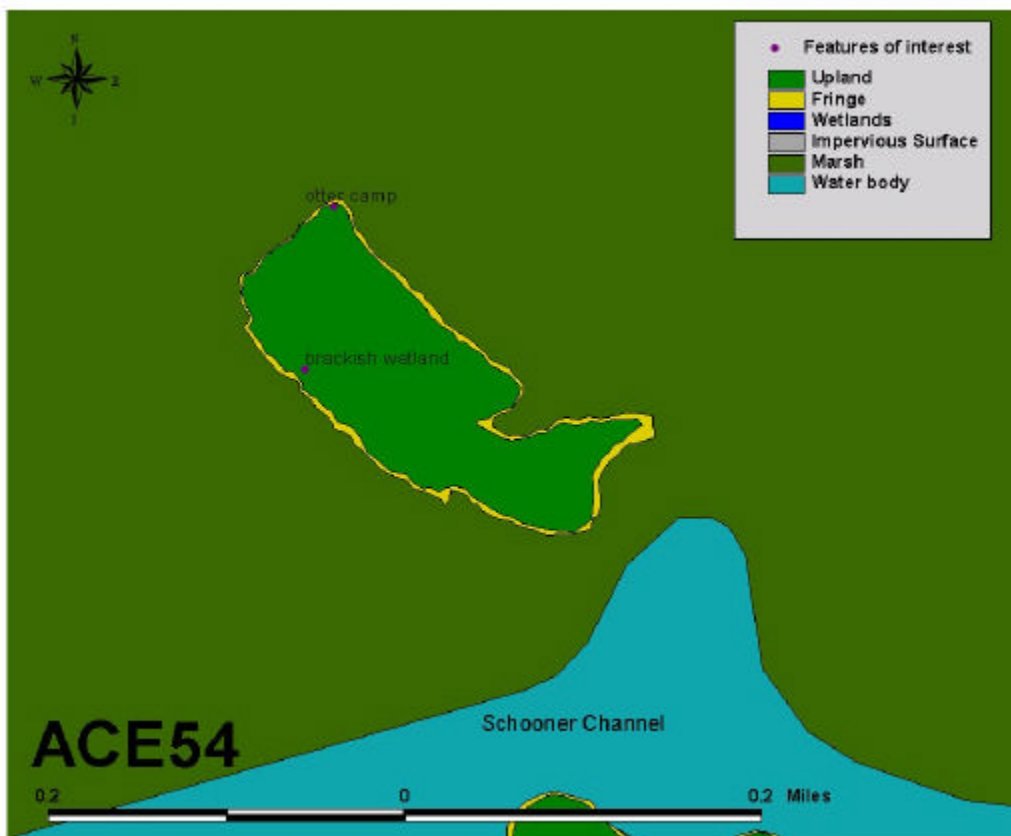 N
W
Features of interest
Upland
Fringe
Wetlands
Impervious Surface
Marsh
Water body
otter camp
brackish wetland
Schooner Channel
ACE54
0.2 0 0.2 Miles